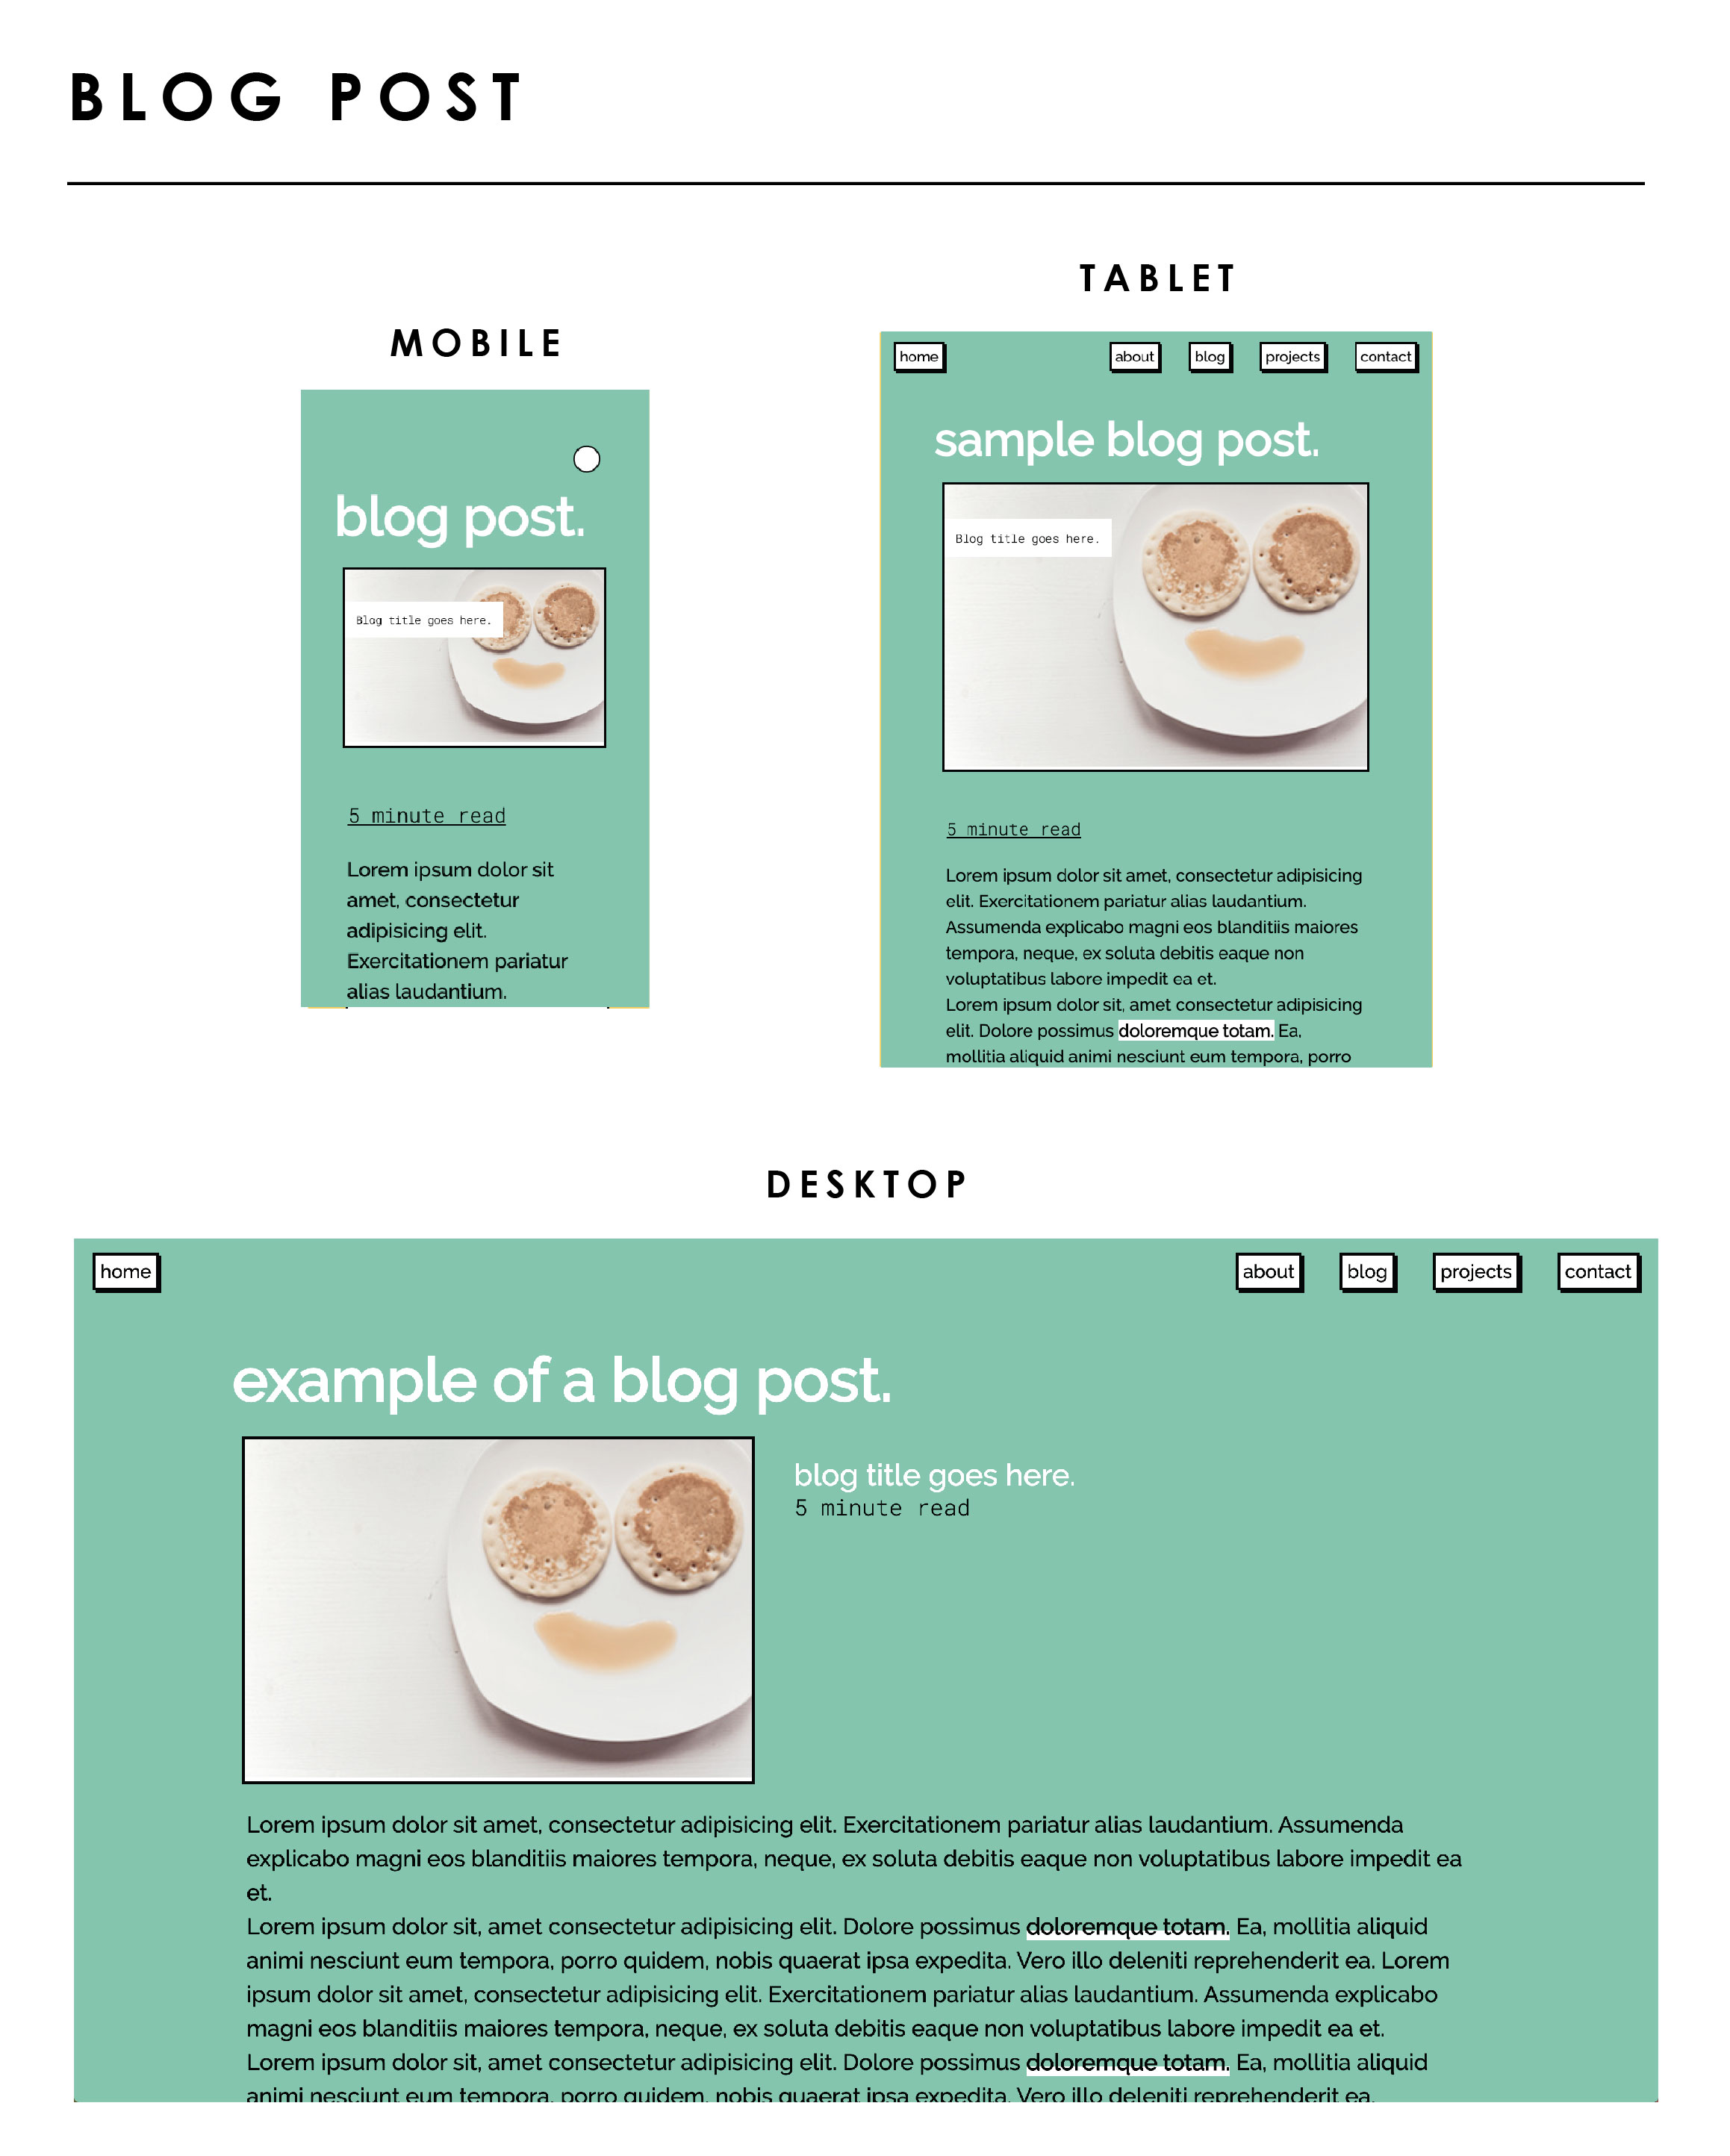 BLOG POST
MOBILE
blog post.
Blog title goes here.
5 minute read
Lorem ipsum dolor sit
amet, consectetur
adipisicing elit.
Exercitationem pariatur
alias laudantium.
TABLET
home about blog projects contact
sample blog post.
Blog title goes here.
5 minute read
Lorem ipsum dolor sit amet, consectetur adipisicing
elit. Exercitationem pariatur alias laudantium.
Assumenda explicabo magni eos blanditiis maiores
tempora, neque, ex soluta debitis eaque non
voluptatibus labore impedit ea et.
Lorem ipsum dolor sit, amet consectetur adipisicing
elit. Dolore possimus doloremque totam. Ea,
mollitia aliquid animi nesciunt eum tempora, porro
DESKTOP
home about blog projects contact
example of a blog post.
blog title goes here.
5 minute read
Lorem ipsum dolor sit amet, consectetur adipisicing elit. Exercitationem pariatur alias laudantium. Assumenda
explicabo magni eos blanditiis maiores tempora, neque, ex soluta debitis eaque non voluptatibus labore impedit ea
et.
Lorem ipsum dolor sit, amet consectetur adipisicing elit. Dolore possimus doloremque totam. Ea, mollitia aliquid
animi nesciunt eum tempora, porro quidem, nobis quaerat ipsa expedita. Vero illo deleniti reprehenderit ea. Lorem
ipsum dolor sit amet, consectetur adipisicing elit. Exercitationem pariatur alias laudantium. Assumenda explicabo
magni eos blanditiis maiores tempora, neque, ex soluta debitis eaque non voluptatibus labore impedit ea et.
Lorem ipsum dolor sit, amet consectetur adipisicing elit. Dolore possimus doloremque totam. Ea, mollitia aliquid
animi nesciunt eum tempora, porro quidem, nobis quaerat ipsa expedita. Vero illo deleniti reprehenderit ea.